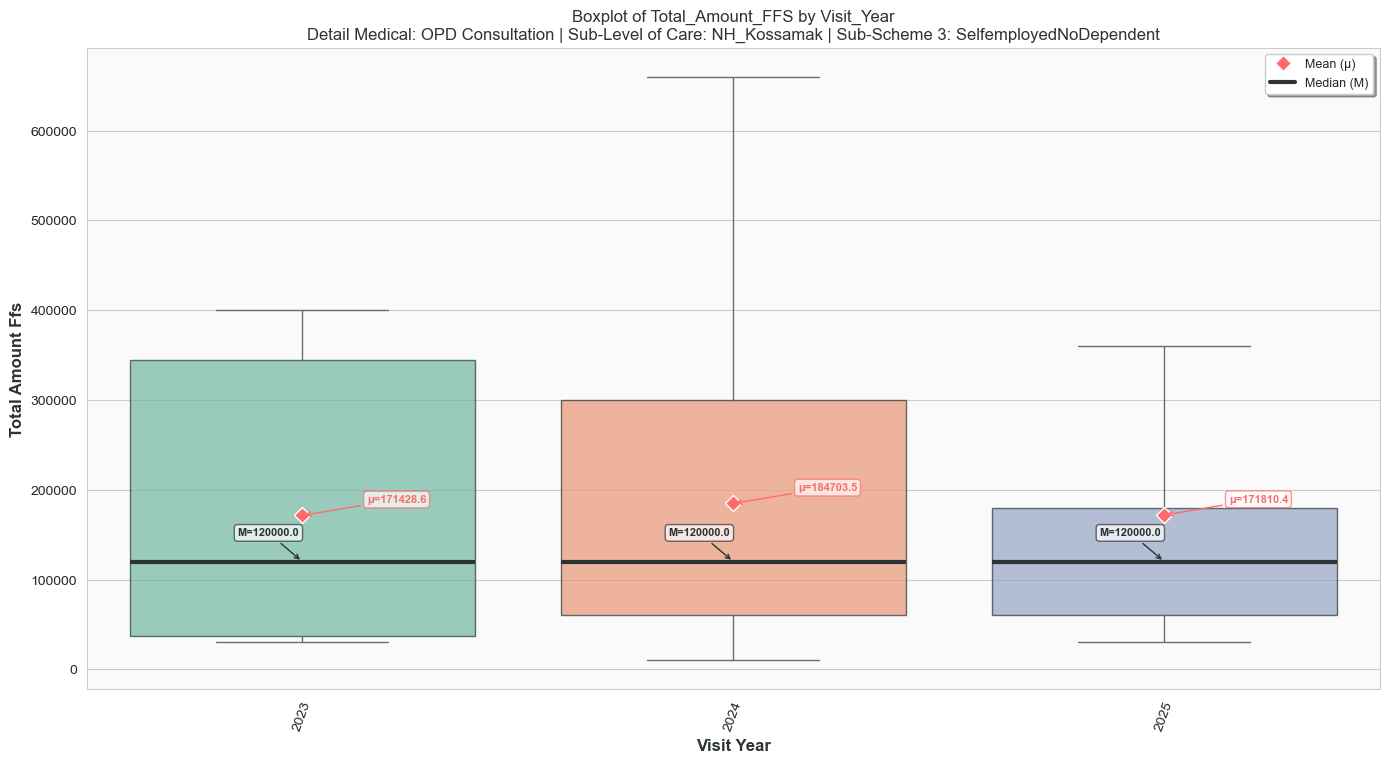 Boxplot of Total_Amount_FFS by Visit_Year
Detail Medical: OPD Consultation | Sub-Level of Care: NH_Kossamak | Sub-Scheme 3: SelfemployedNoDependent
Mean (μ)
Median (M)
Total Amount Ffs
600000
500000
400000
300000
200000
100000
0
μ=171428.6
M=120000.0
μ=184703.5
M=120000.0
μ=171810.4
M=120000.0
2023
2024
2025
Visit Year